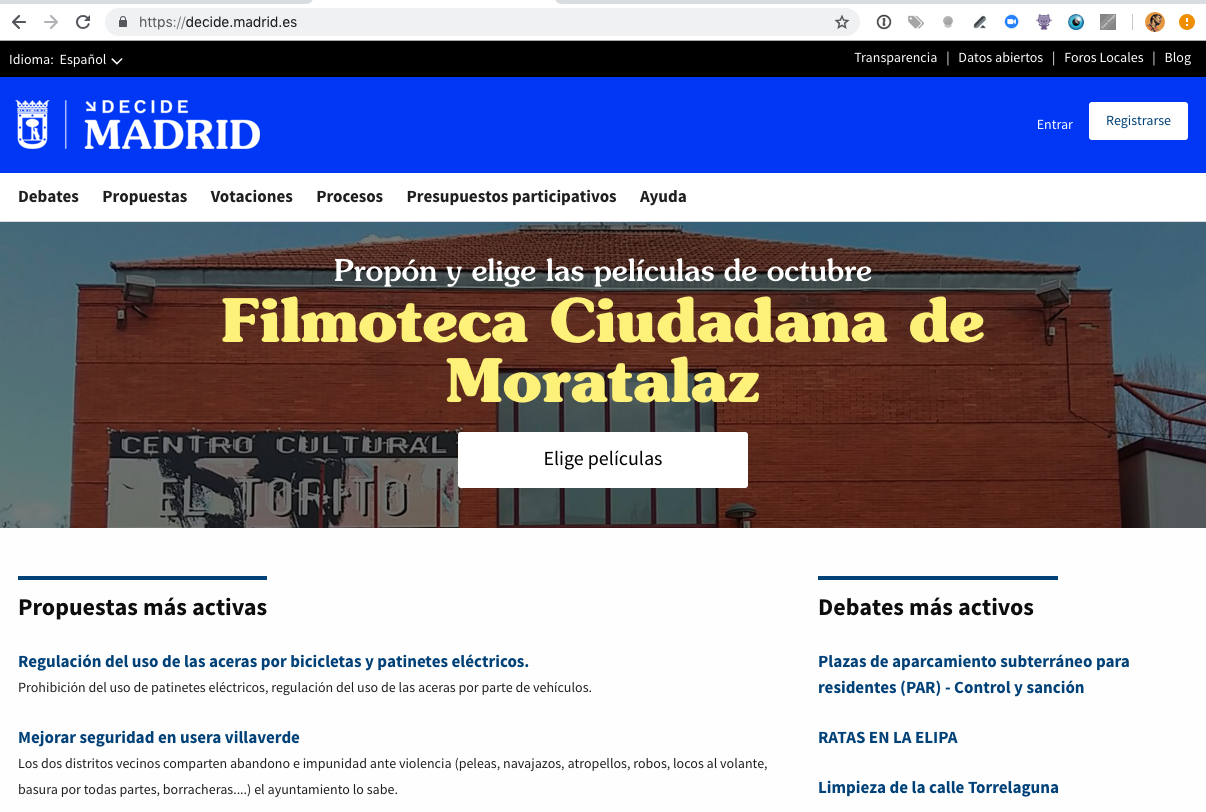 https://decide.madrid.es
Idioma: Español
Transparencia | Datos abiertos | Foros Locales | Blog
DECIDE
MADRID
Entrar
Registrarse
Debates Propuestas Votaciones Procesos Presupuestos participativos Ayuda
Propón y elige las películas de octubre
Filmoteca Ciudadana de
Moratalaz
Elige películas
CENTRO CULTURAL
EL TORITO
Propuestas más activas
Regulación del uso de las aceras por bicicletas y patinetes eléctricos.
Prohibición del uso de patinetes eléctricos, regulación del uso de las aceras por parte de vehículos.
Mejorar seguridad en usera villaverde
Los dos distritos vecinos comparten abandono e impunidad ante violencia (peleas, navajazos, atropellos, robos, locos al volante,
basura por todas partes, borracheras....) el ayuntamiento lo sabe.
Debates más activos
Plazas de aparcamiento subterráneo para
residentes (PAR) - Control y sanción
RATAS EN LA ELIPA
Limpieza de la calle Torrelaguna